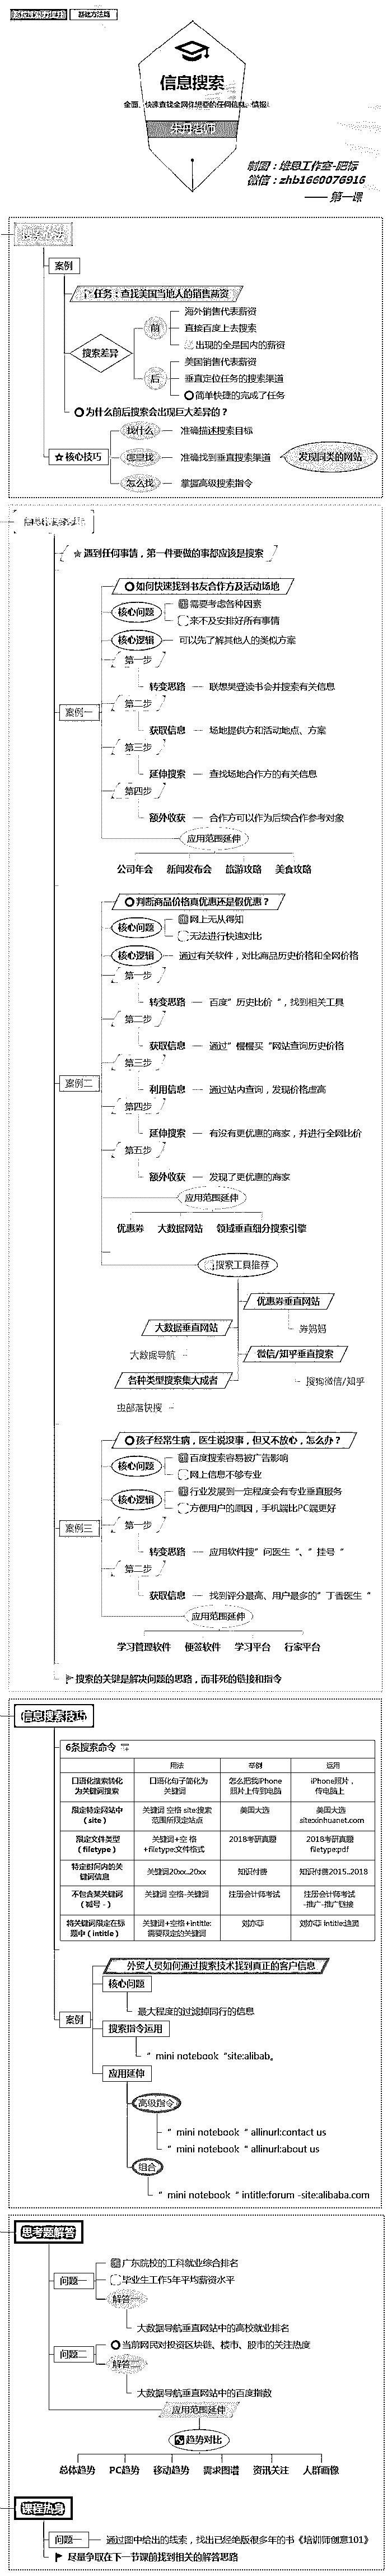 基础方法篇
信息搜索
全面、快速查找全网你想要的任何信息、情报!
朱丹老师
微信：zhb1660076916
—— 第一课
案例
任务：查找美国当地人的销售薪资
搜索差异
前
海外销售代表薪资
直接百度上去搜索
出现的全是国内的薪资
后
美国销售代表薪资
垂直定位任务的搜索渠道
简单快捷的完成了任务
为什么前后搜索会出现巨大差异的？
核心技巧
找什么
准确描述搜索目标
哪里找
准确找到垂直搜索渠道
发现同类的网站
怎么找
掌握高级搜索指令
遇到任何事情，第一件要做的事都应该是搜索
案例一
如何快速找到书友合作方及活动场地
核心问题
需要考虑各种因素
来不及安排好所有事情
核心逻辑
可以先了解其他人的类似方案
第一步
转变思路
联想樊登读书会并搜索有关信息
第二步
获取信息
场地提供方和活动地点、方案
第三步
延伸搜索
查找场地合作方的有关信息
第四步
额外收获
合作方可以作为后续合作参考对象
应用范围延伸
公司年会 新闻发布会 旅游攻略 美食攻略
案例二
判断商品价格真优惠还是假优惠？
核心问题
网上无从得知
无法进行快速对比
核心逻辑
通过有关软件，对比商品历史价格和全网价格
第一步
转变思路
百度”历史比价“，找到相关工具
第二步
获取信息
通过”慢慢买“网站查询历史价格
第三步
利用信息
通过站内查询，发现价格虚高
第四步
延伸搜索
有没有更优惠的商家，并进行全网比价
第五步
额外收获
发现了更优惠的商家
应用范围延伸
优惠券 大数据网站 领域垂直细分搜索引擎
搜索工具推荐
优惠券垂直网站
券妈妈
大数据垂直网站
大数据导航
微信/知乎垂直搜索
搜狗微信/知乎
各种类型搜索集大成者
虫部落快搜
案例三
孩子经常生病，医生说没事，但又不放心，怎么办？
核心问题
百度搜索容易被广告影响
网上信息不够专业
核心逻辑
行业发展到一定程度会有专业垂直服务
方便用户的原因，手机端比PC端更好
第一步
转变思路
应用软件搜”问医生“、”挂号“
第二步
获取信息
找到评分最高、用户最多的”丁香医生“
应用范围延伸
学习管理软件 便签软件 学习平台 行家平台
搜索的关键是解决问题的思路，而非死的链接和指令
信息搜索技巧
6条搜索命令
用法 举例 运用
口语化搜索转化为关键词搜索 口语化句子简化为关键词 怎么把我iPhone照片上传到电脑 iPhone照片，传电脑上
限定特定网站中（site） 关键词 空格 site:搜索范围所限定站点 美国大选 美国大选 site:xinhuanet.com
限定文件类型（filetype） 关键词+空格+filetype:文件格式 2018考研真题 2018考研真题 filetype:pdf
特定时间内的关键词信息 关键词20xx..20xx 知识付费 知识付费2015..2018
不包含某关键词（减号 -） 关键词 空格-关键词 注册会计师考试 注册会计师考试 -推广 -推广链接
将关键词限定在标题中（intitle） 关键词+空格+intitle:需要限定的关键词 刘亦菲 刘亦菲 intitle:绝美
案例
外贸人员如何通过搜索技术找到真正的客户信息
核心问题
最大程度的过滤掉同行的信息
搜索指令运用
” mini notebook “site:alibab。
应用延伸
高级指令
” mini notebook “ allinurl:contact us
” mini notebook “ allinurl:about us
组合
” mini notebook “ intitle:forum -site:alibaba.com
思考题解答
问题一
广东院校的工科就业综合排名
毕业生工作5年平均薪资水平
解答一
大数据导航垂直网站中的高校就业排名
问题二
当前网民对投资区块链、楼市、股市的关注热度
解答二
大数据导航垂直网站中的百度指数
应用范围延伸
趋势对比
总体趋势 PC趋势 移动趋势 需求图谱 资讯关注 人群画像
课程热身
问题一
通过图中给出的线索，找出已经绝版很多年的书《培训师创意101》
尽量争取在下一节课前找到相关的解答思路